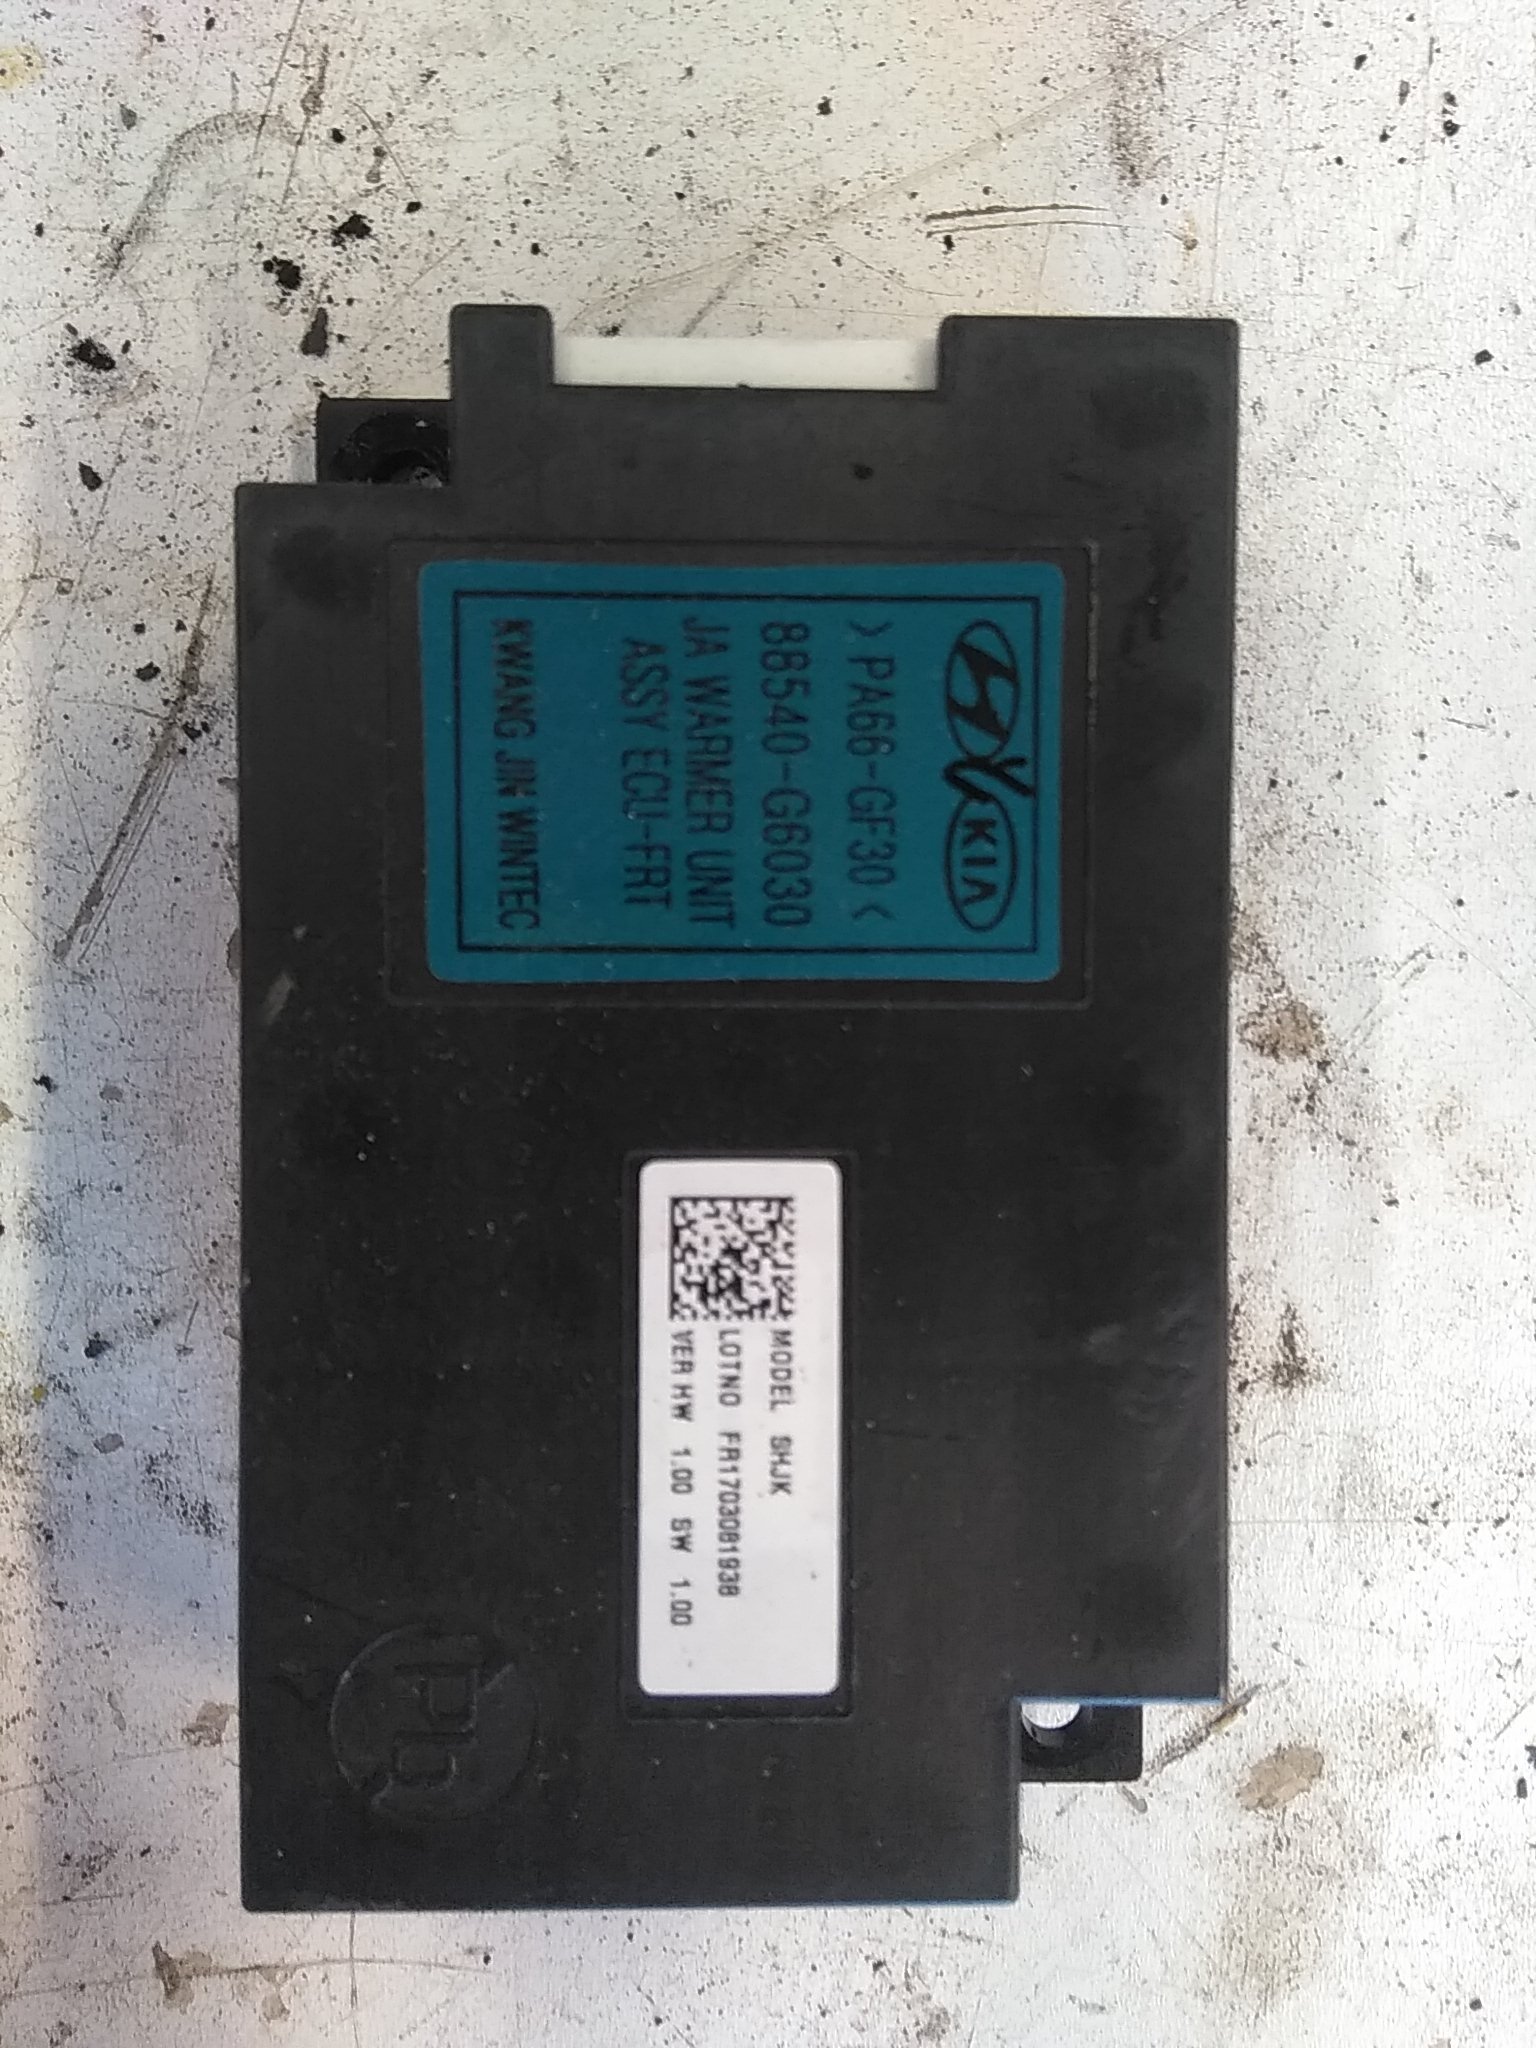 KIA
>PA66-GF30<
88540-G6030
JA WARMER UNIT
ASSY ECU-FRT
KWANG JIN WINTEC
MODEL SHJK
LOTNO FR1703081938
VER HW 1.00 SW 1.00